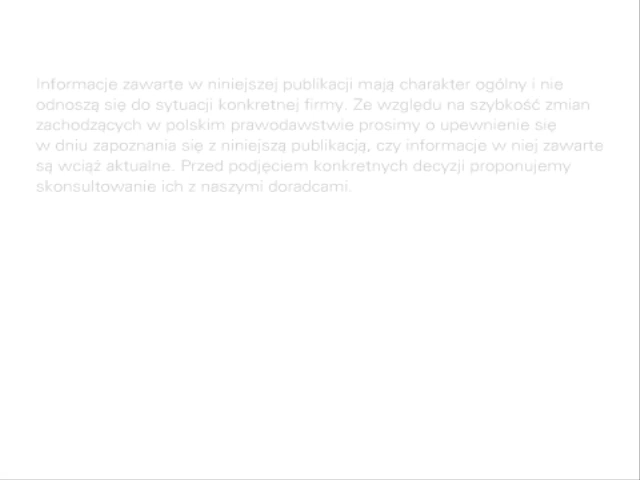 Informacje zawarte w niniejszej publikacji mają charakter ogólny i nie
odnoszą się do sytuacji konkretnej firmy. Ze względu na szybkość zmian
zachodzących w polskim prawodawstwie prosimy o upewnienie się
w dniu zapoznania się z niniejszą publikacją, czy informacje w niej zawarte
są wciąż aktualne. Przed podjęciem konkretnych decyzji proponujemy
skonsultowanie ich z naszymi doradcami.